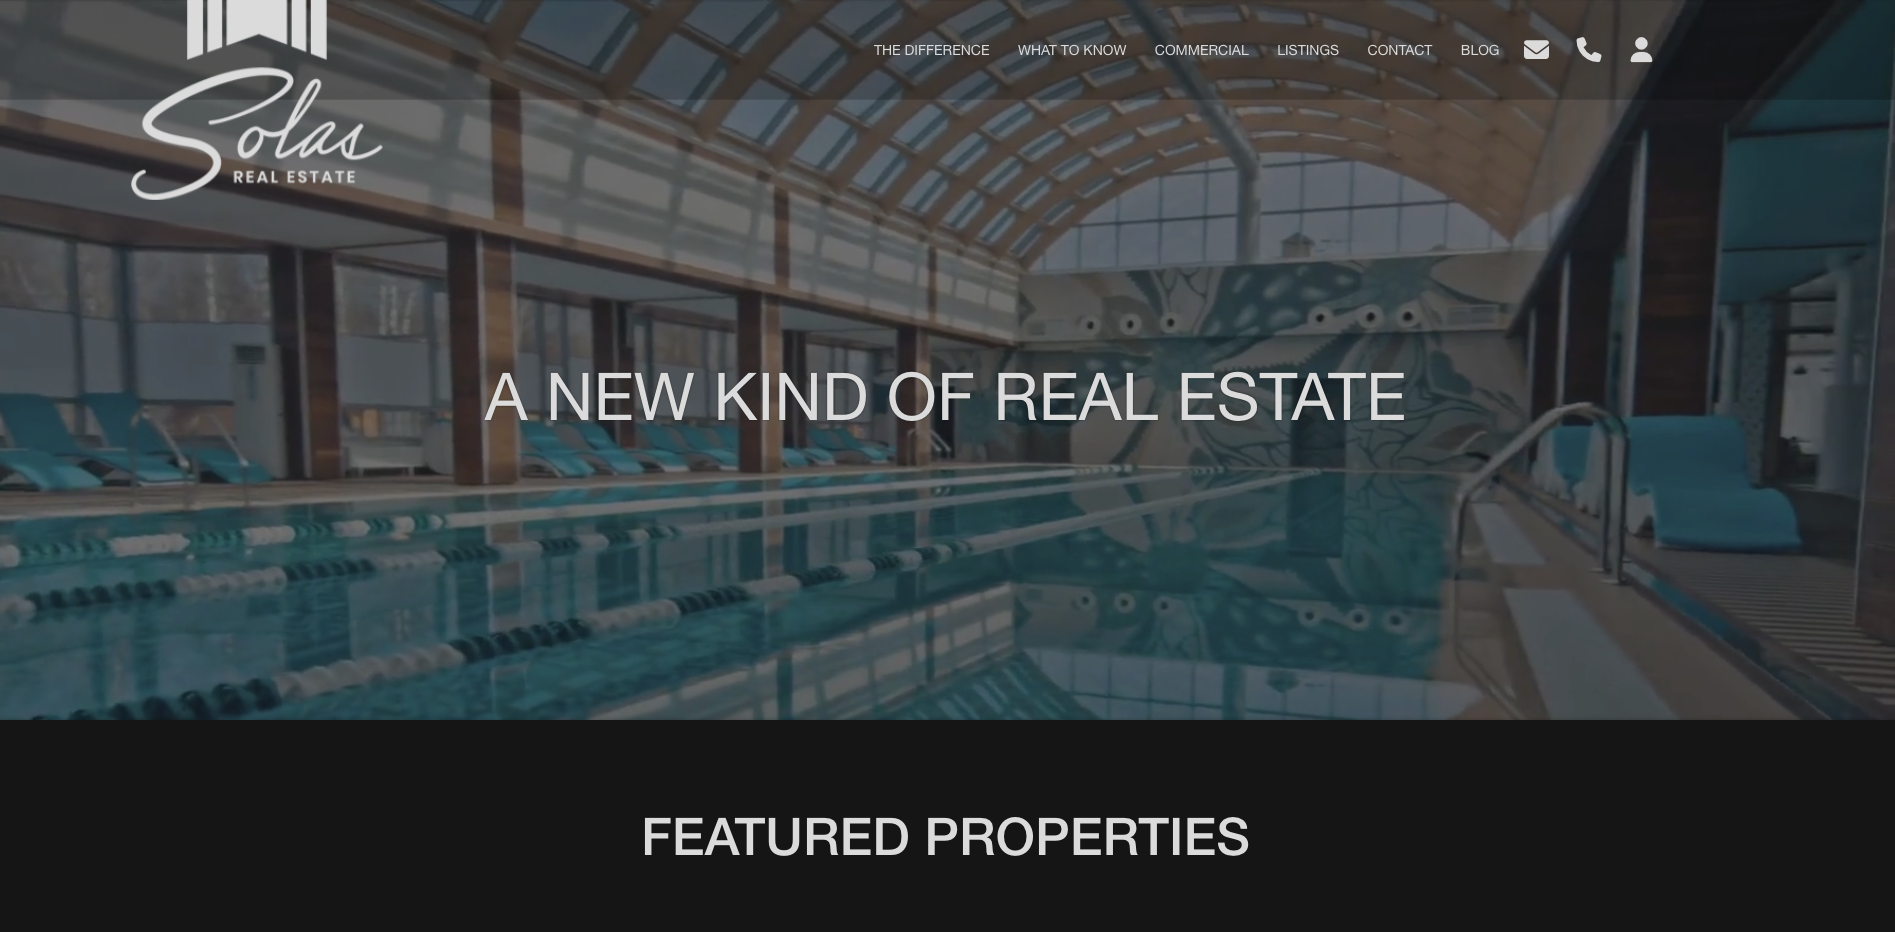 THE DIFFERENCE WHAT TO KNOW COMMERCIAL LISTINGS CONTACT BLOG
Solas
REAL ESTATE
A NEW KIND OF REAL ESTATE
FEATURED PROPERTIES